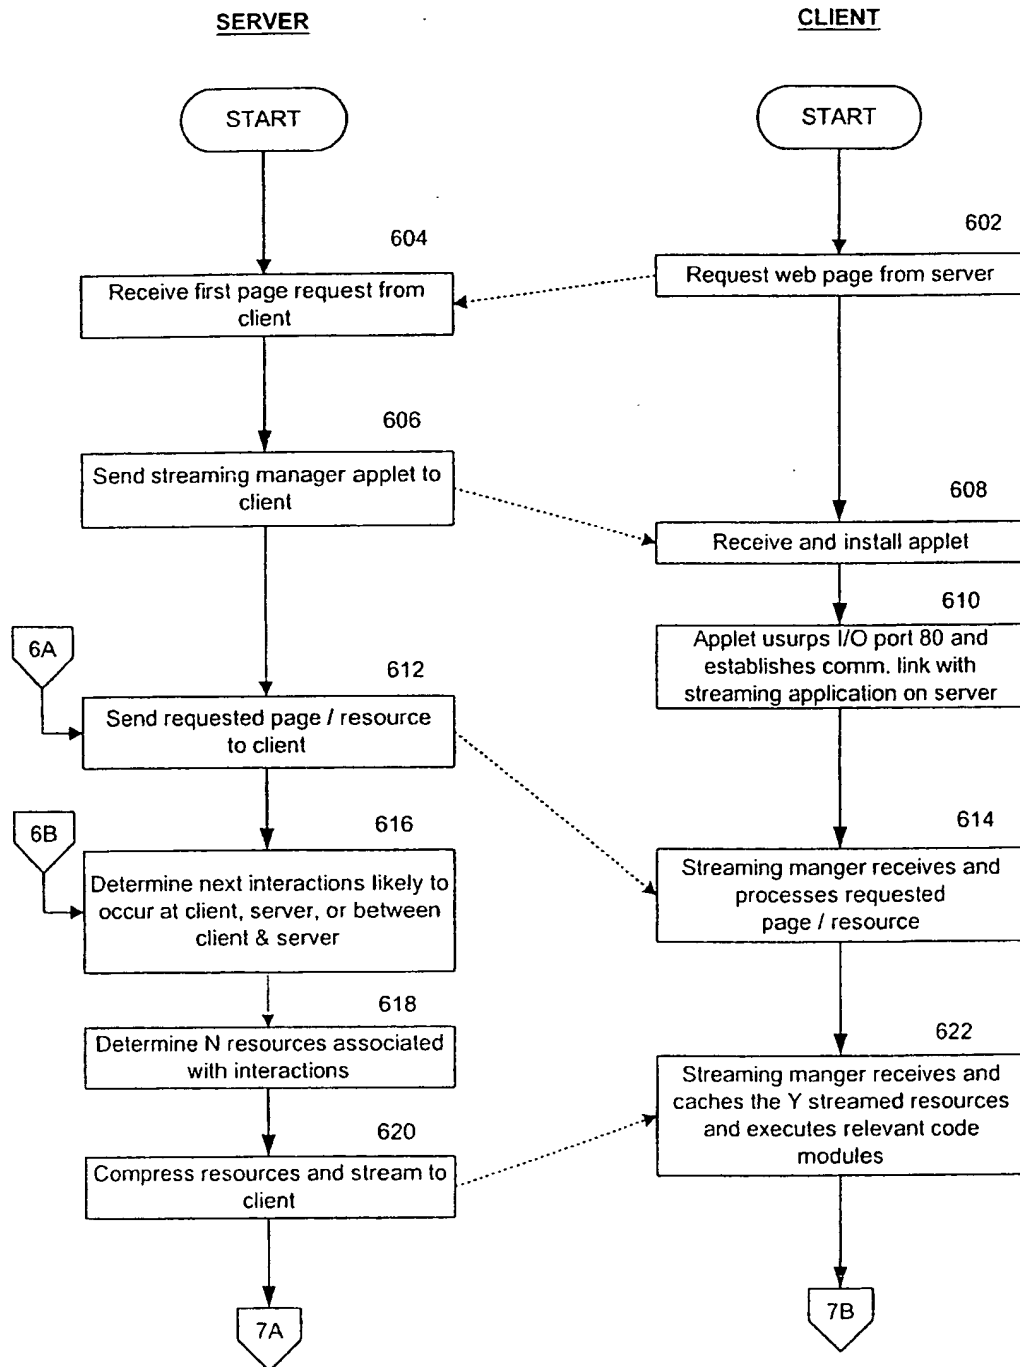 SERVER
CLIENT
START
START
604
602
Receive first page request from
client
Request web page from server
606
Send streaming manager applet to
client
608
Receive and install applet
610
Applet usurps I/O port 80 and
establishes comm. link with
streaming application on server
6A
612
Send requested page / resource
to client
6B
616
Determine next interactions likely to
occur at client, server, or between
client & server
614
Streaming manger receives and
processes requested
page / resource
618
Determine N resources associated
with interactions
622
Streaming manger receives and
caches the Y streamed resources
and executes relevant code
modules
620
Compress resources and stream to
client
7A
7B